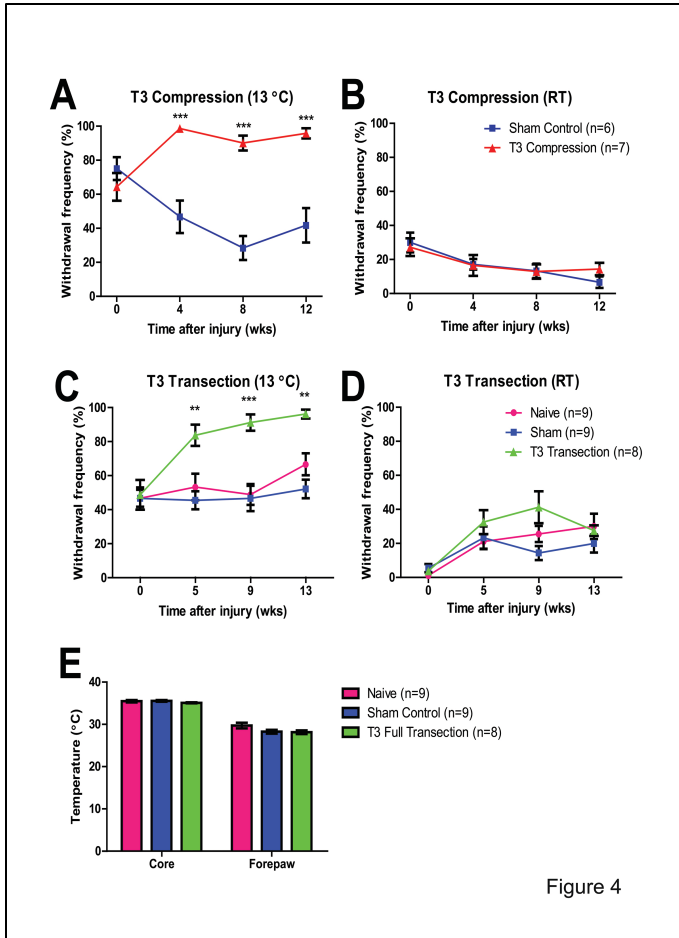 A
T3 Compression (13 °C)
Withdrawal frequency (%)
100
80
60
40
20
0
*** *** ***
0 4 8 12
Time after injury (wks)
B
T3 Compression (RT)
Withdrawal frequency (%)
100
80
60
40
20
0
Sham Control (n=6)
T3 Compression (n=7)
0 4 8 12
Time after injury (wks)
C
T3 Transection (13 °C)
Withdrawal frequency (%)
100
80
60
40
20
0
** *** **
0 5 9 13
Time after injury (wks)
D
T3 Transection (RT)
Withdrawal frequency (%)
100
80
60
40
20
0
Naive (n=9)
Sham (n=9)
T3 Transection (n=8)
0 5 9 13
Time after injury (wks)
E
Temperature (°C)
40
30
20
10
0
Core Forepaw
Naive (n=9)
Sham Control (n=9)
T3 Full Transection (n=8)
Figure 4